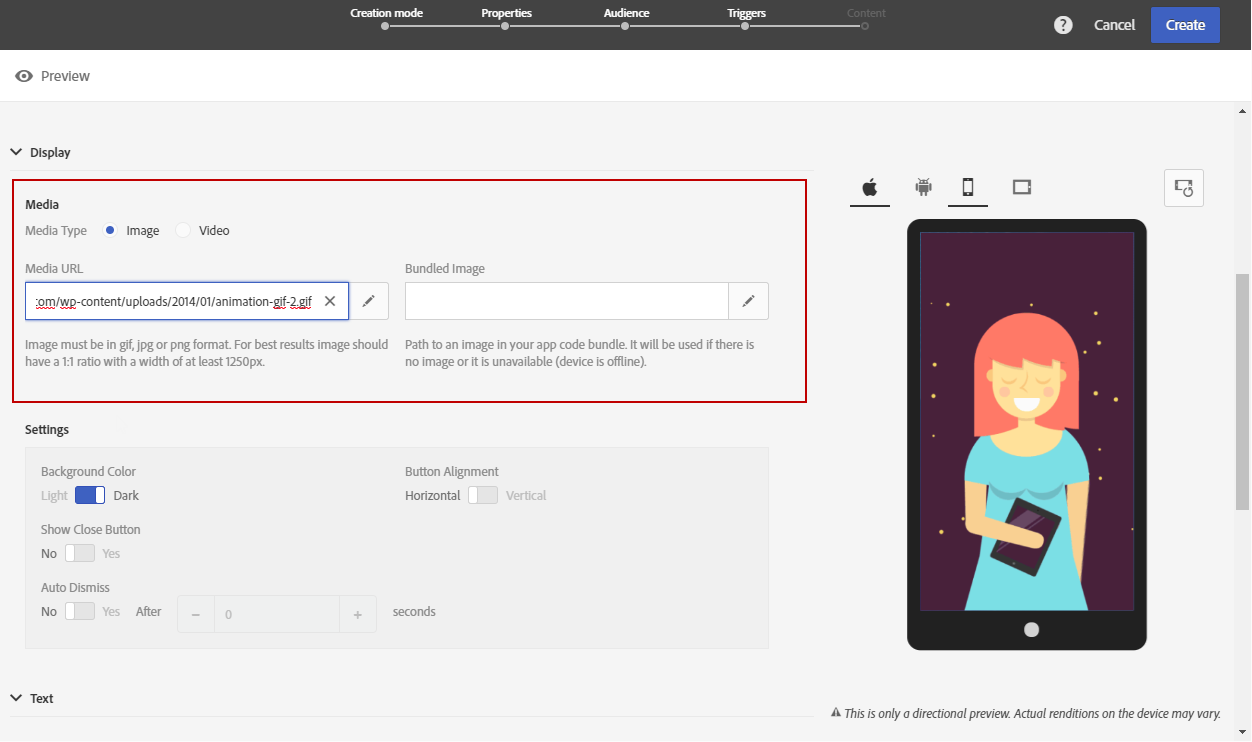 Creation mode
Properties
Audience
Triggers
Content
Cancel
Create
Preview
Display
Media
Media Type Image Video
Media URL
:om/wp-content/uploads/2014/01/animation-gif-2.gif
Image must be in gif, jpg or png format. For best results image should
have a 1:1 ratio with a width of at least 1250px.
Bundled Image
Path to an image in your app code bundle. It will be used if there is
no image or it is unavailable (device is offline).
Settings
Background Color
Light Dark
Button Alignment
Horizontal Vertical
Show Close Button
No Yes
Auto Dismiss
No Yes After − 0 + seconds
Text
This is only a directional preview. Actual renditions on the device may vary.